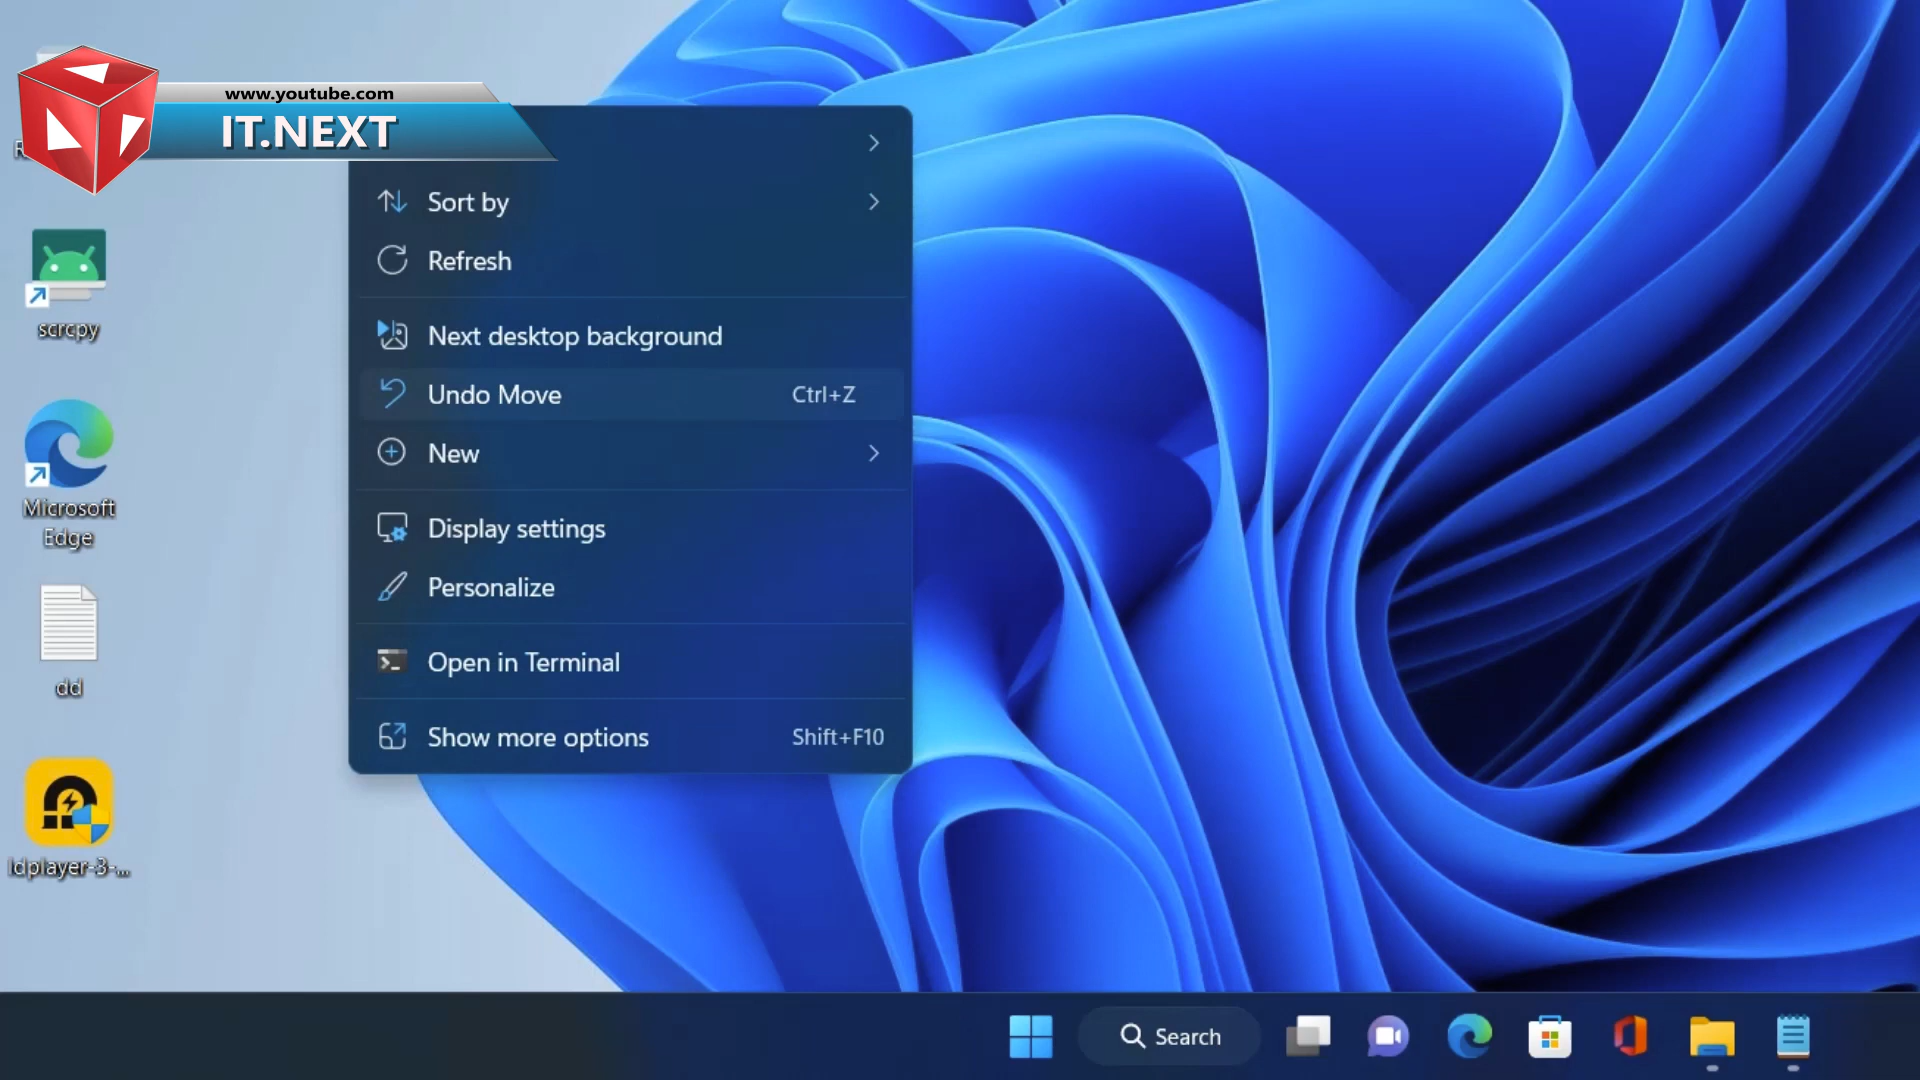 www.youtube.com
IT.NEXT
Sort by
Refresh
Next desktop background
Undo Move Ctrl+Z
New
Display settings
Personalize
Open in Terminal
Show more options Shift+F10
scrcpy
Microsoft
Edge
dd
ldplayer-3-...
Search